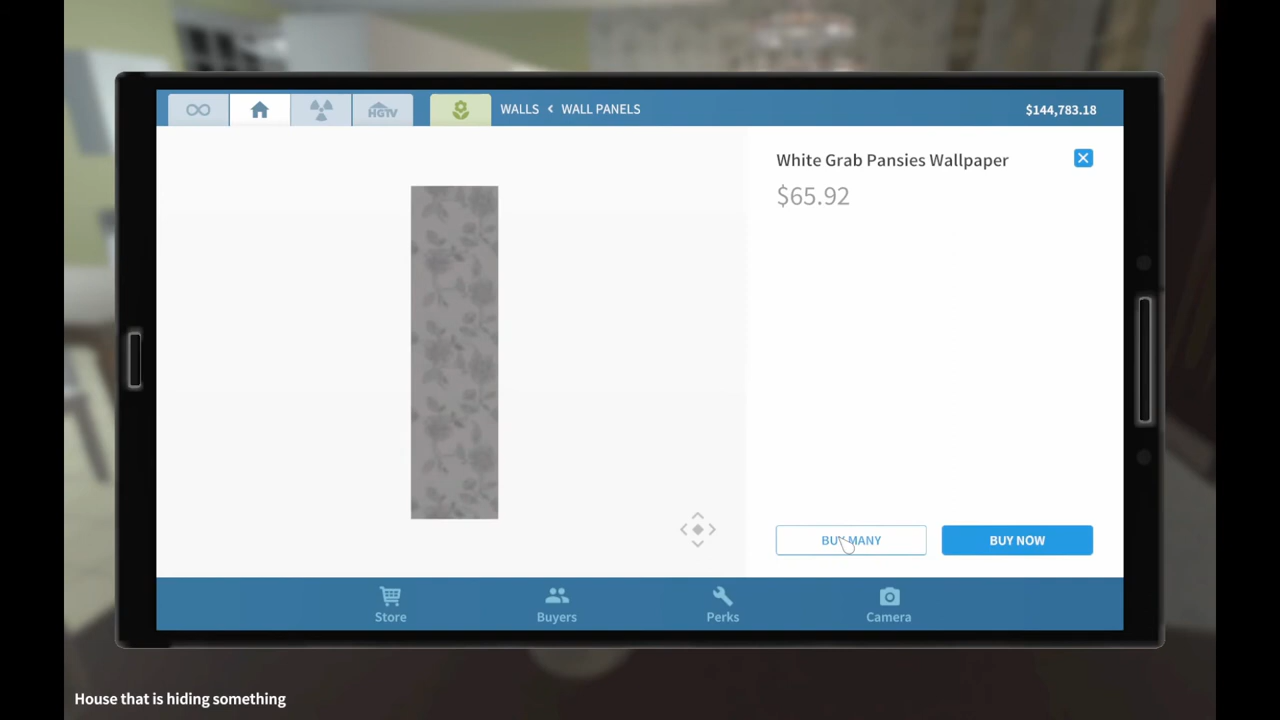 HGTV
WALLS < WALL PANELS
$144,783.18
White Grab Pansies Wallpaper
$65.92
BUY MANY
BUY NOW
Store
Buyers
Perks
Camera
House that is hiding something